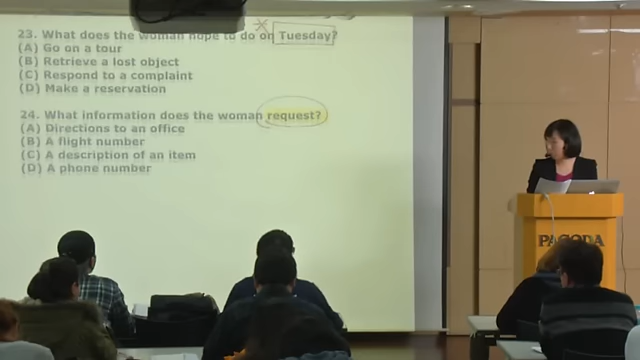 23. What does the woman hope to do on Tuesday?
(A) Go on a tour
(B) Retrieve a lost object
(C) Respond to a complaint
(D) Make a reservation
24. What information does the woman request?
(A) Directions to an office
(B) A flight number
(C) A description of an item
(D) A phone number
PAGODA